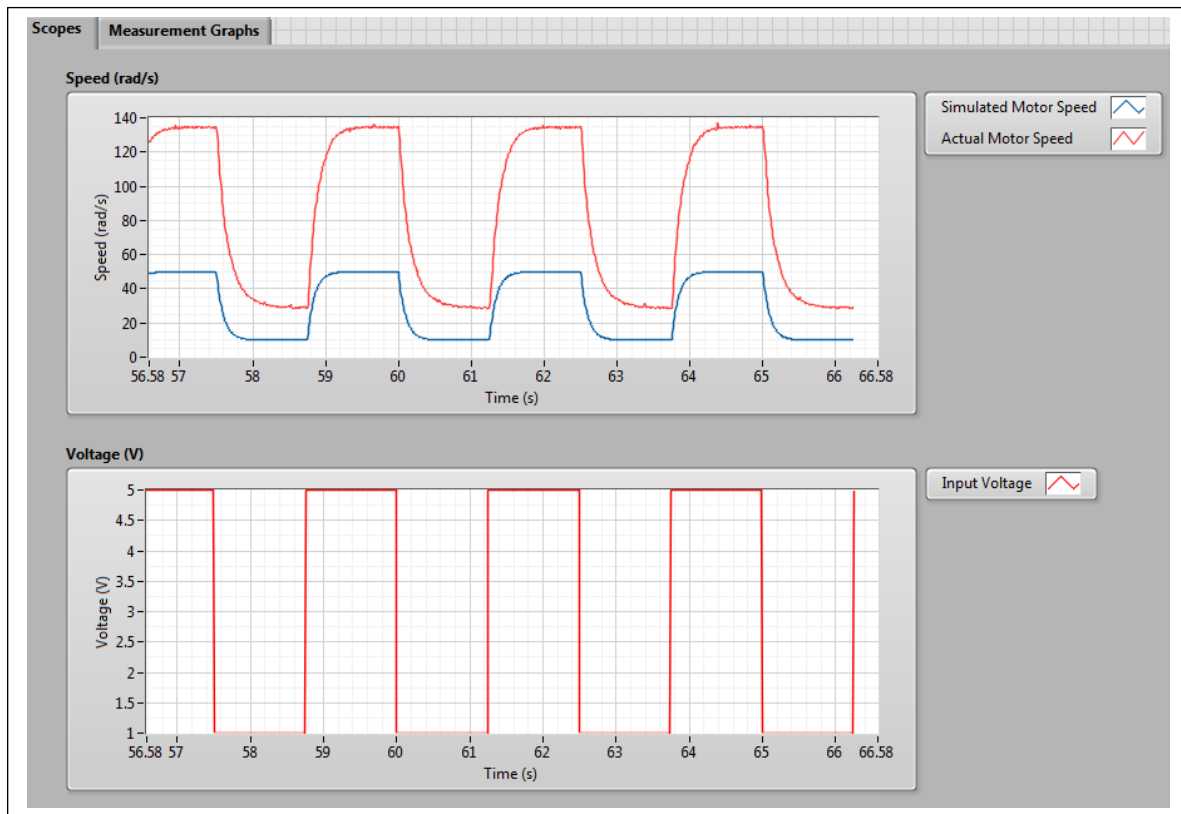 Scopes
Measurement Graphs
Speed (rad/s)
140
120
100
80
60
40
20
0
Speed (rad/s)
56.58 57 58 59 60 61 62 63 64 65 66 66.58
Time (s)
Simulated Motor Speed
Actual Motor Speed
Voltage (V)
5
4.5
4
3.5
3
2.5
2
1.5
1
Voltage (V)
56.58 57 58 59 60 61 62 63 64 65 66 66.58
Time (s)
Input Voltage